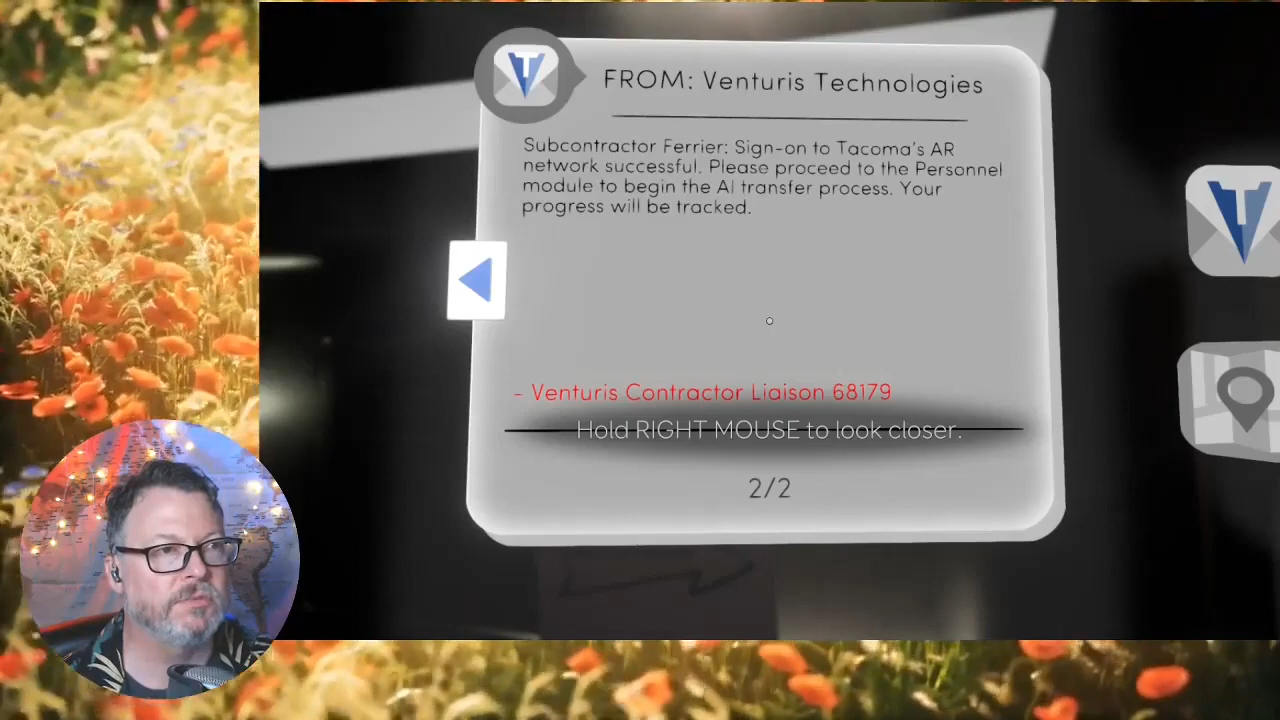 FROM: Venturis Technologies
Subcontractor Ferrier: Sign-on to Tacoma's AR
network successful. Please proceed to the Personnel
module to begin the AI transfer process. Your
progress will be tracked.
- Venturis Contractor Liaison 68179
Hold RIGHT MOUSE to look closer.
2/2